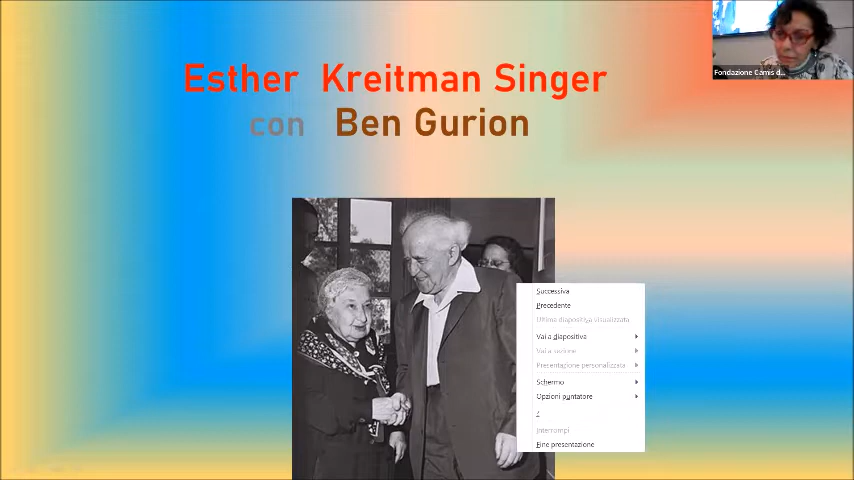 Esther Kreitman Singer
con Ben Gurion
Fondazione Camis d...
Successiva
Precedente
Ultima diapositiva visualizzata
Vai a diapositiva
Vai a sezione
Presentazione personalizzata
Schermo
Opzioni puntatore
?
Interrompi
Fine presentazione